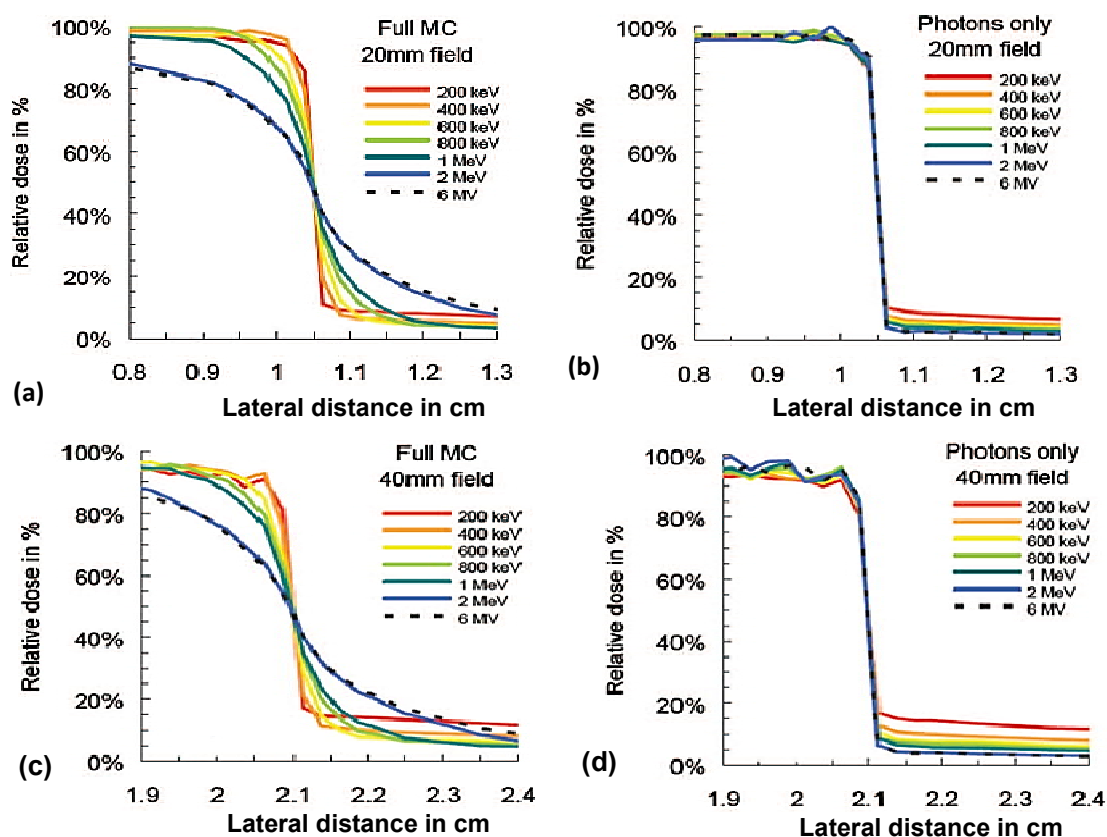 Full MC
20mm field
200 keV
400 keV
600 keV
800 keV
1 MeV
2 MeV
6 MV
Relative dose in %
100%
80%
60%
40%
20%
0%
0.8 0.9 1 1.1 1.2 1.3
Lateral distance in cm
(a)
Photons only
20mm field
200 keV
400 keV
600 keV
800 keV
1 MeV
2 MeV
6 MV
Relative dose in %
100%
80%
60%
40%
20%
0%
0.8 0.9 1 1.1 1.2 1.3
Lateral distance in cm
(b)
Full MC
40mm field
200 keV
400 keV
600 keV
800 keV
1 MeV
2 MeV
6 MV
Relative dose in %
100%
80%
60%
40%
20%
0%
1.9 2 2.1 2.2 2.3 2.4
Lateral distance in cm
(c)
Photons only
40mm field
200 keV
400 keV
600 keV
800 keV
1 MeV
2 MeV
6 MV
Relative dose in %
100%
80%
60%
40%
20%
0%
1.9 2 2.1 2.2 2.3 2.4
Lateral distance in cm
(d)